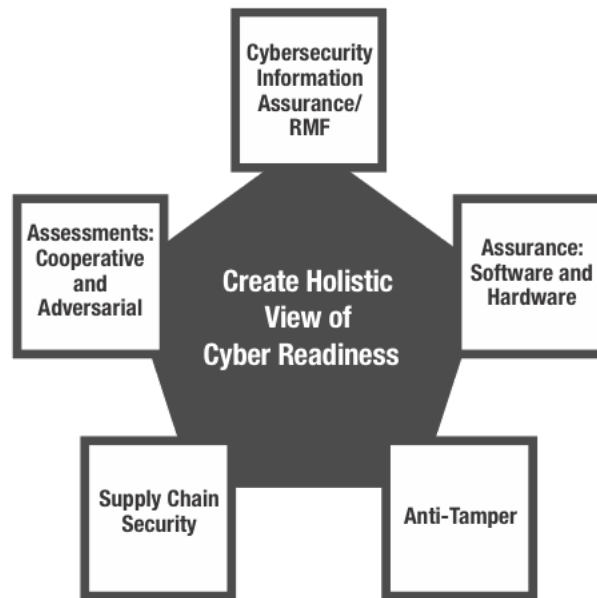 Cybersecurity
Information
Assurance/
RMF
Assessments:
Cooperative
and
Adversarial
Assurance:
Software and
Hardware
Create Holistic
View of
Cyber Readiness
Supply Chain
Security
Anti-Tamper